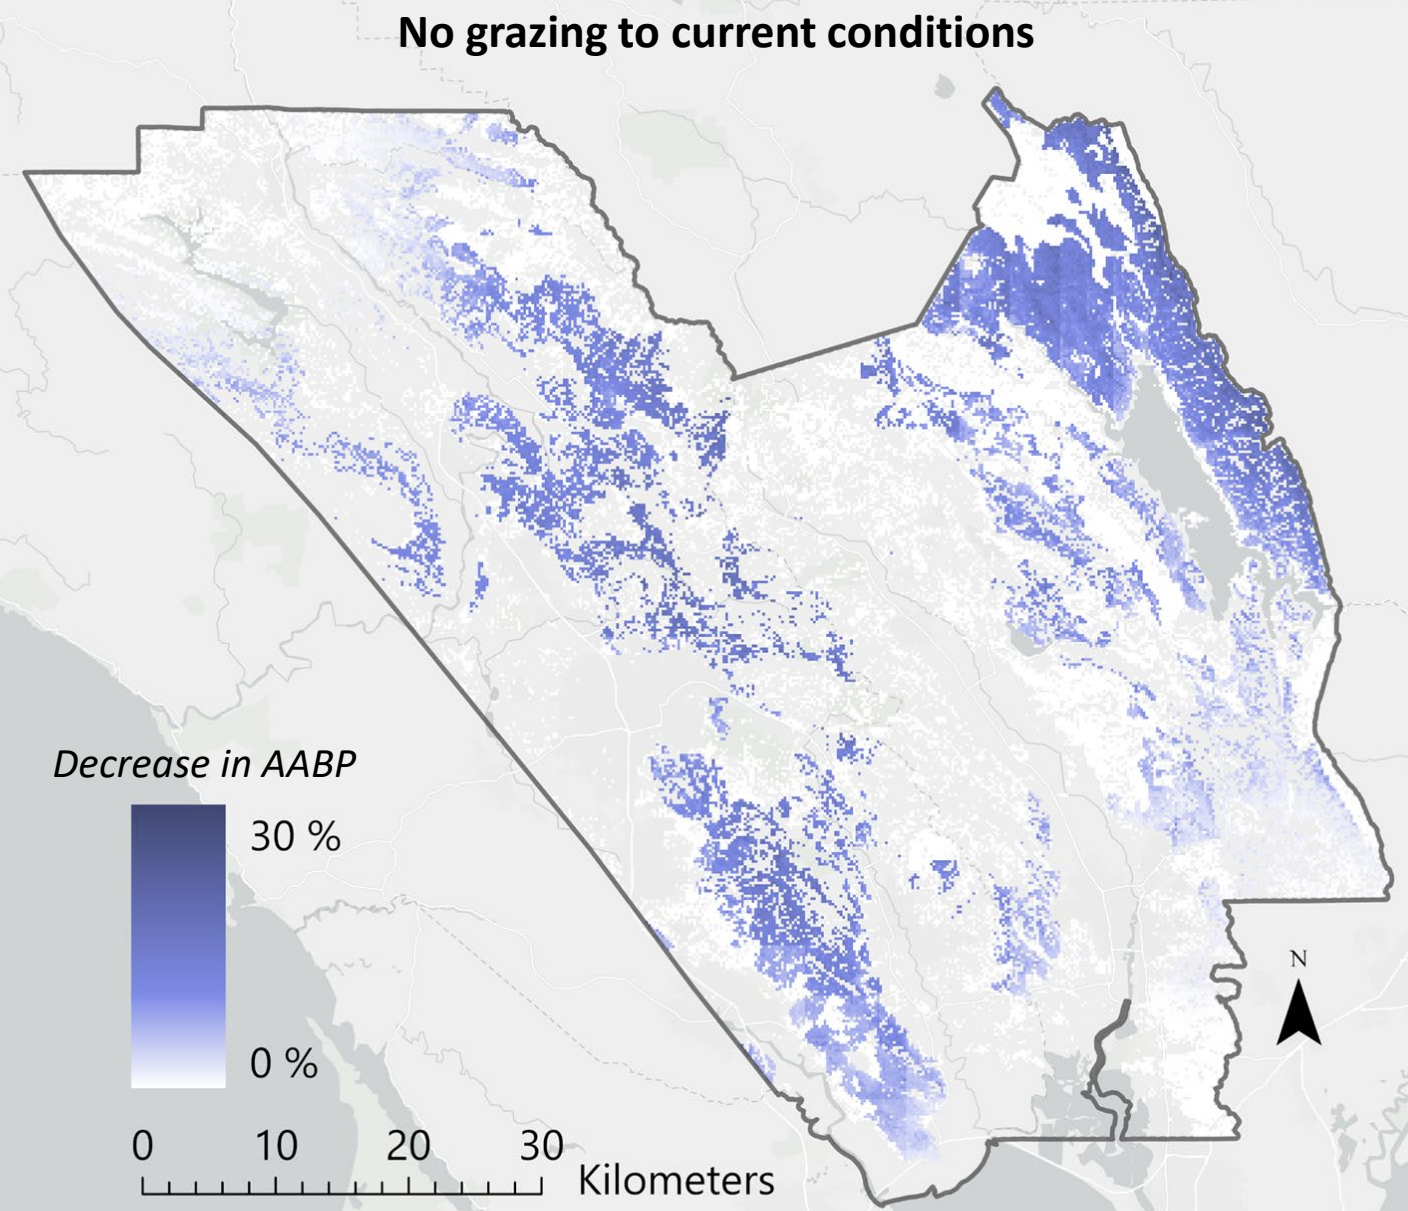 No grazing to current conditions
Decrease in AABP
30 %
0 %
N
0 10 20 30
Kilometers